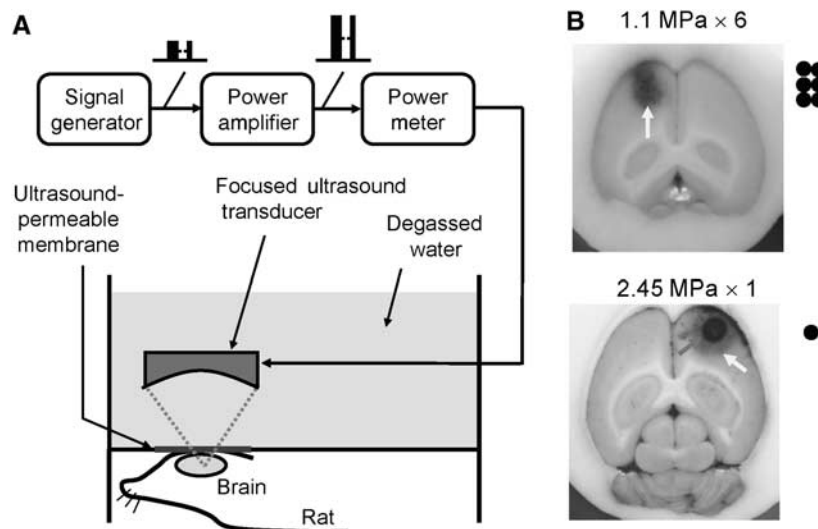 A
Signal
generator
Power
amplifier
Power
meter
Ultrasound-
permeable
membrane
Focused ultrasound
transducer
Degassed
water
Brain
Rat
B
1.1 MPa × 6
2.45 MPa × 1